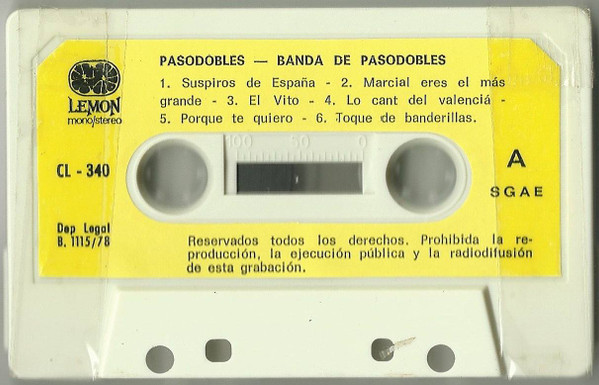 PASODOBLES — BANDA DE PASODOBLES
1. Suspiros de España - 2. Marcial eres el más
grande - 3. El Vito - 4. Lo cant del valenciá -
5. Porque te quiero - 6. Toque de banderillas.
LEMON
mono/stereo
CL - 340
100 50 0
A
SGAE
Dep Legal
B. 1115/78
Reservados todos los derechos. Prohibida la re-
producción, la ejecución pública y la radiodifusión
de esta grabación.